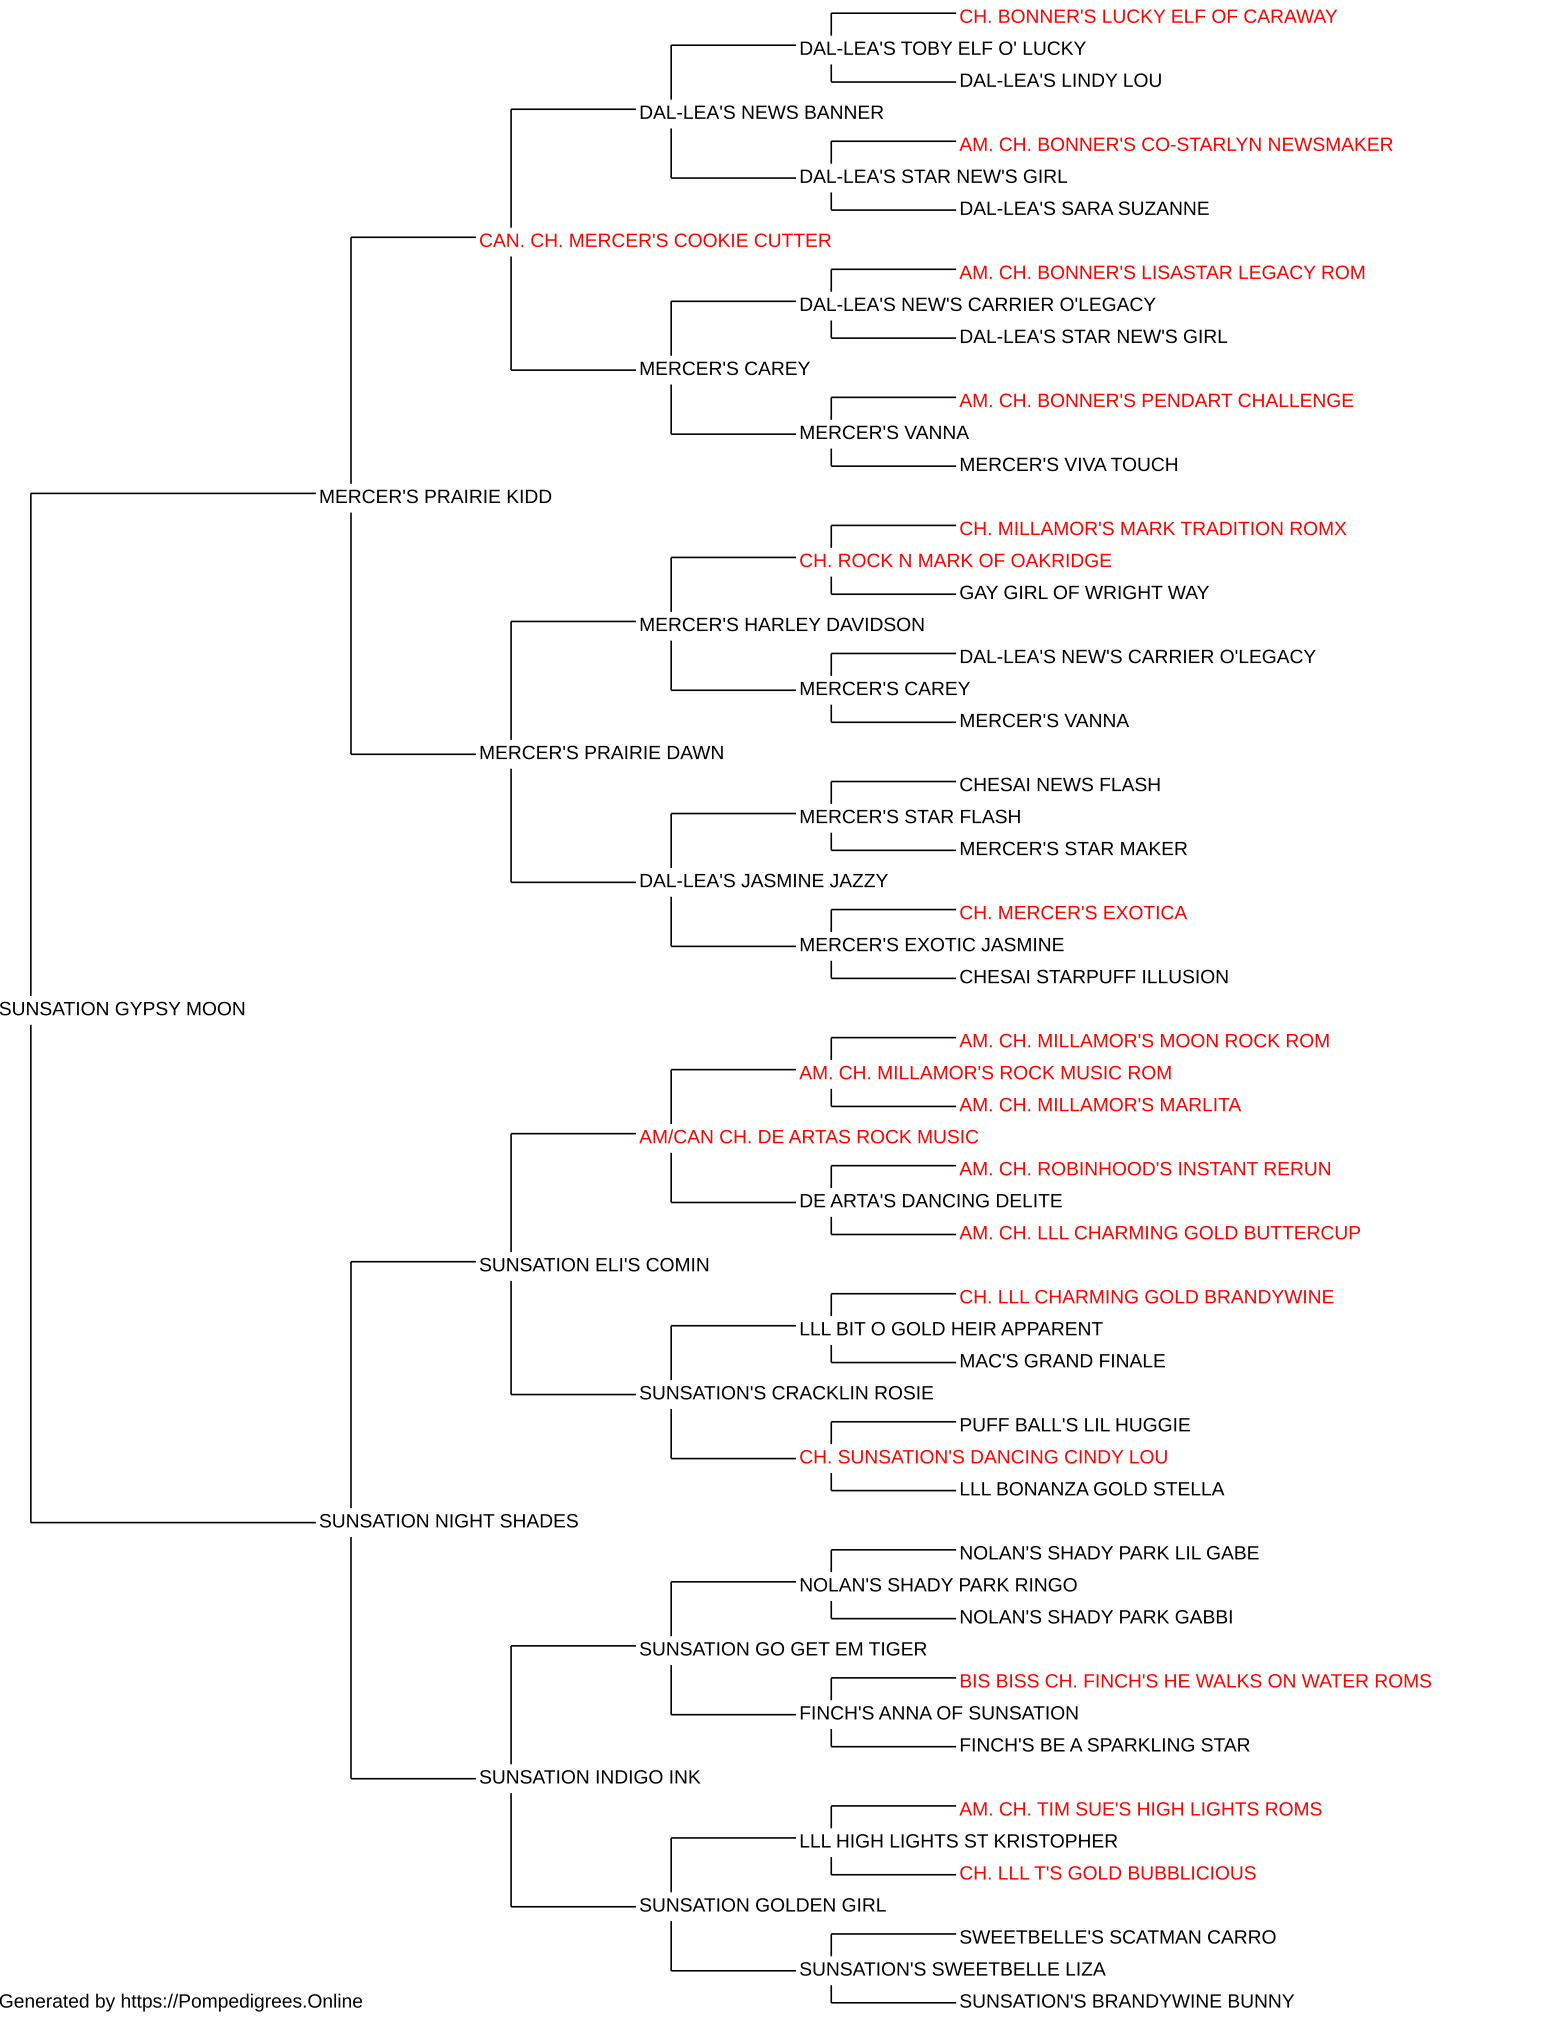 CH. BONNER'S LUCKY ELF OF CARAWAY
DAL-LEA'S TOBY ELF O' LUCKY
DAL-LEA'S LINDY LOU
DAL-LEA'S NEWS BANNER
AM. CH. BONNER'S CO-STARLYN NEWSMAKER
DAL-LEA'S STAR NEW'S GIRL
DAL-LEA'S SARA SUZANNE
CAN. CH. MERCER'S COOKIE CUTTER
AM. CH. BONNER'S LISASTAR LEGACY ROM
DAL-LEA'S NEW'S CARRIER O'LEGACY
DAL-LEA'S STAR NEW'S GIRL
MERCER'S CAREY
AM. CH. BONNER'S PENDART CHALLENGE
MERCER'S VANNA
MERCER'S VIVA TOUCH
MERCER'S PRAIRIE KIDD
CH. MILLAMOR'S MARK TRADITION ROMX
CH. ROCK N MARK OF OAKRIDGE
GAY GIRL OF WRIGHT WAY
MERCER'S HARLEY DAVIDSON
DAL-LEA'S NEW'S CARRIER O'LEGACY
MERCER'S CAREY
MERCER'S VANNA
MERCER'S PRAIRIE DAWN
CHESAI NEWS FLASH
MERCER'S STAR FLASH
MERCER'S STAR MAKER
DAL-LEA'S JASMINE JAZZY
CH. MERCER'S EXOTICA
MERCER'S EXOTIC JASMINE
CHESAI STARPUFF ILLUSION
SUNSATION GYPSY MOON
AM. CH. MILLAMOR'S MOON ROCK ROM
AM. CH. MILLAMOR'S ROCK MUSIC ROM
AM. CH. MILLAMOR'S MARLITA
AM/CAN CH. DE ARTAS ROCK MUSIC
AM. CH. ROBINHOOD'S INSTANT RERUN
DE ARTA'S DANCING DELITE
AM. CH. LLL CHARMING GOLD BUTTERCUP
SUNSATION ELI'S COMIN
CH. LLL CHARMING GOLD BRANDYWINE
LLL BIT O GOLD HEIR APPARENT
MAC'S GRAND FINALE
SUNSATION'S CRACKLIN ROSIE
PUFF BALL'S LIL HUGGIE
CH. SUNSATION'S DANCING CINDY LOU
LLL BONANZA GOLD STELLA
SUNSATION NIGHT SHADES
NOLAN'S SHADY PARK LIL GABE
NOLAN'S SHADY PARK RINGO
NOLAN'S SHADY PARK GABBI
SUNSATION GO GET EM TIGER
BIS BISS CH. FINCH'S HE WALKS ON WATER ROMS
FINCH'S ANNA OF SUNSATION
FINCH'S BE A SPARKLING STAR
SUNSATION INDIGO INK
AM. CH. TIM SUE'S HIGH LIGHTS ROMS
LLL HIGH LIGHTS ST KRISTOPHER
CH. LLL T'S GOLD BUBBLICIOUS
SUNSATION GOLDEN GIRL
SWEETBELLE'S SCATMAN CARRO
SUNSATION'S SWEETBELLE LIZA
SUNSATION'S BRANDYWINE BUNNY
Generated by https://Pompedigrees.Online